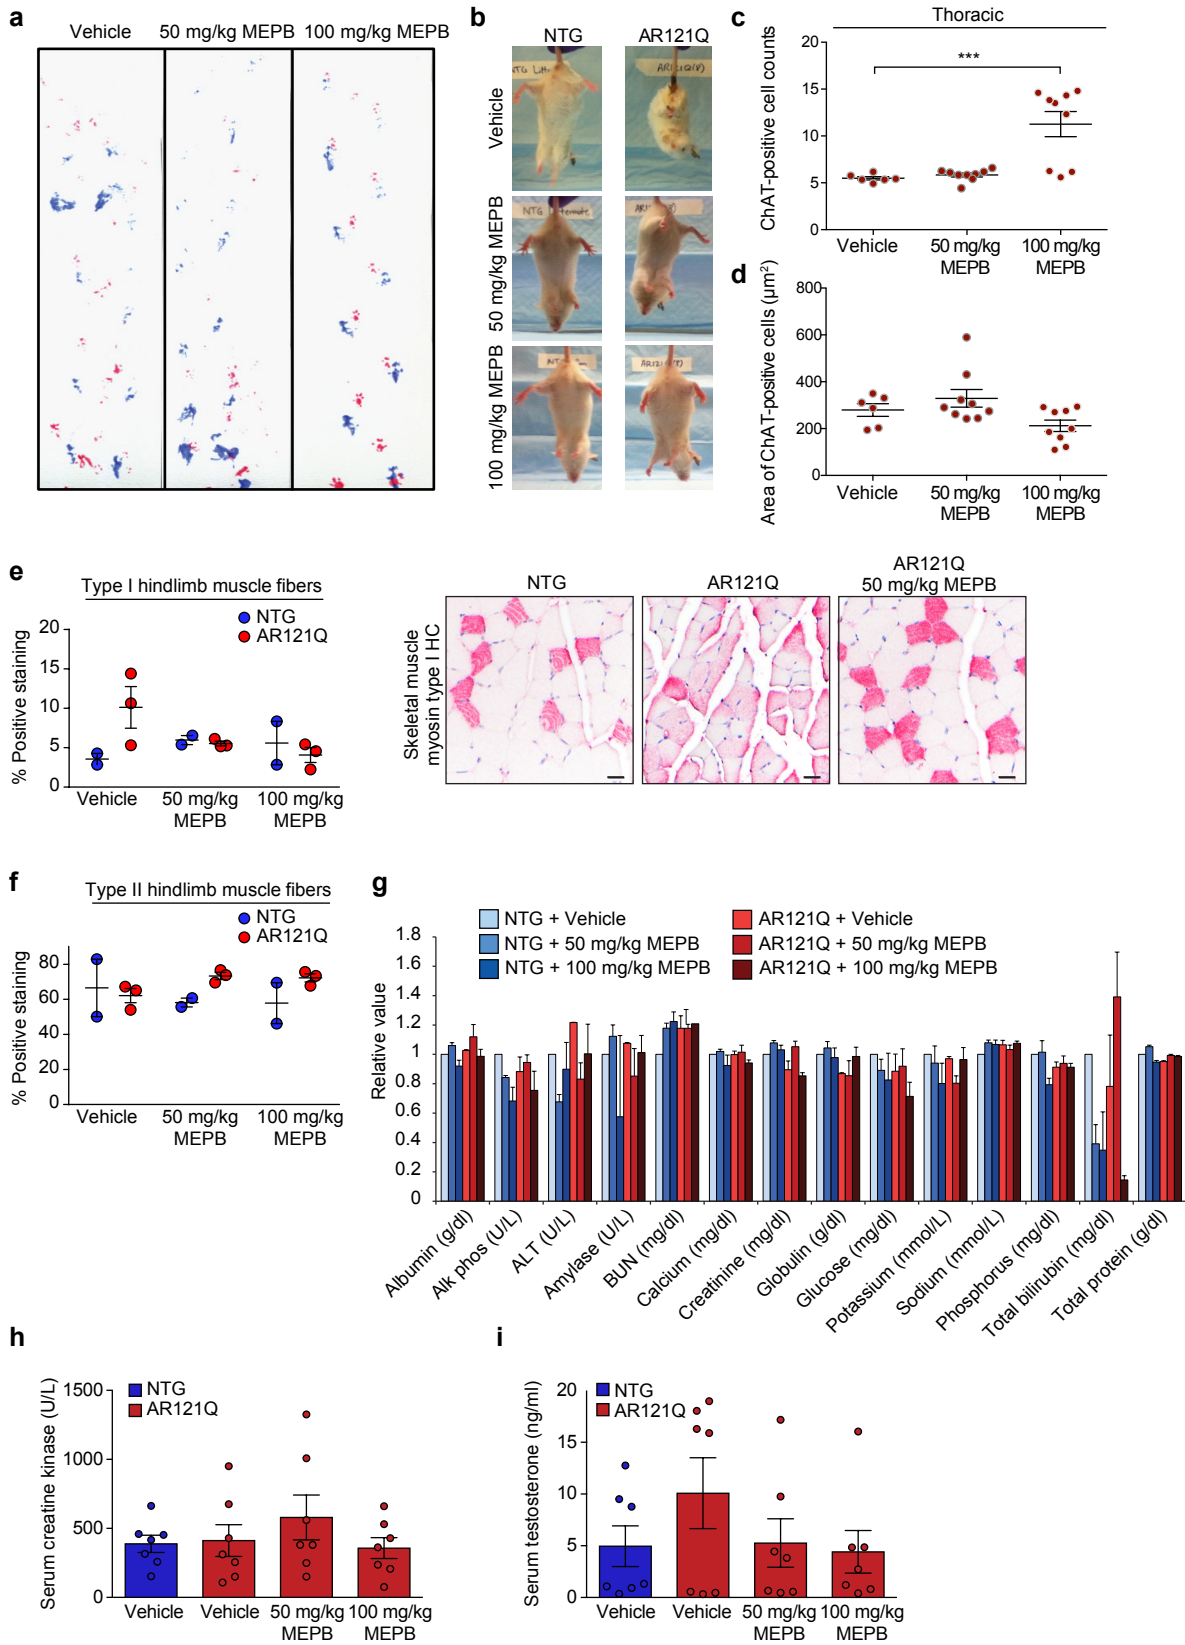 a
Vehicle 50 mg/kg MEPB 100 mg/kg MEPB
b
NTG AR121Q
Vehicle
50 mg/kg MEPB
100 mg/kg MEPB
c
Thoracic
ChAT-positive cell counts
20
15
10
5
0
***
Vehicle 50 mg/kg MEPB 100 mg/kg MEPB
d
Area of ChAT-positive cells (µm²)
800
600
400
200
0
Vehicle 50 mg/kg MEPB 100 mg/kg MEPB
e
Type I hindlimb muscle fibers
NTG
AR121Q
% Positive staining
20
15
10
5
0
Vehicle 50 mg/kg MEPB 100 mg/kg MEPB
NTG AR121Q AR121Q 50 mg/kg MEPB
Skeletal muscle
myosin type I HC
f
Type II hindlimb muscle fibers
NTG
AR121Q
% Positive staining
80
60
40
20
0
Vehicle 50 mg/kg MEPB 100 mg/kg MEPB
g
NTG + Vehicle
NTG + 50 mg/kg MEPB
NTG + 100 mg/kg MEPB
AR121Q + Vehicle
AR121Q + 50 mg/kg MEPB
AR121Q + 100 mg/kg MEPB
Relative value
1.8
1.6
1.4
1.2
1
0.8
0.6
0.4
0.2
0
Albumin (g/dl)
Alk phos (U/L)
ALT (U/L)
Amylase (U/L)
BUN (mg/dl)
Calcium (mg/dl)
Creatinine (mg/dl)
Globulin (g/dl)
Glucose (mg/dl)
Potassium (mmol/L)
Sodium (mmol/L)
Phosphorus (mg/dl)
Total bilirubin (mg/dl)
Total protein (g/dl)
h
NTG
AR121Q
Serum creatine kinase (U/L)
1500
1000
500
0
Vehicle Vehicle 50 mg/kg MEPB 100 mg/kg MEPB
i
NTG
AR121Q
Serum testosterone (ng/ml)
20
15
10
5
0
Vehicle Vehicle 50 mg/kg MEPB 100 mg/kg MEPB